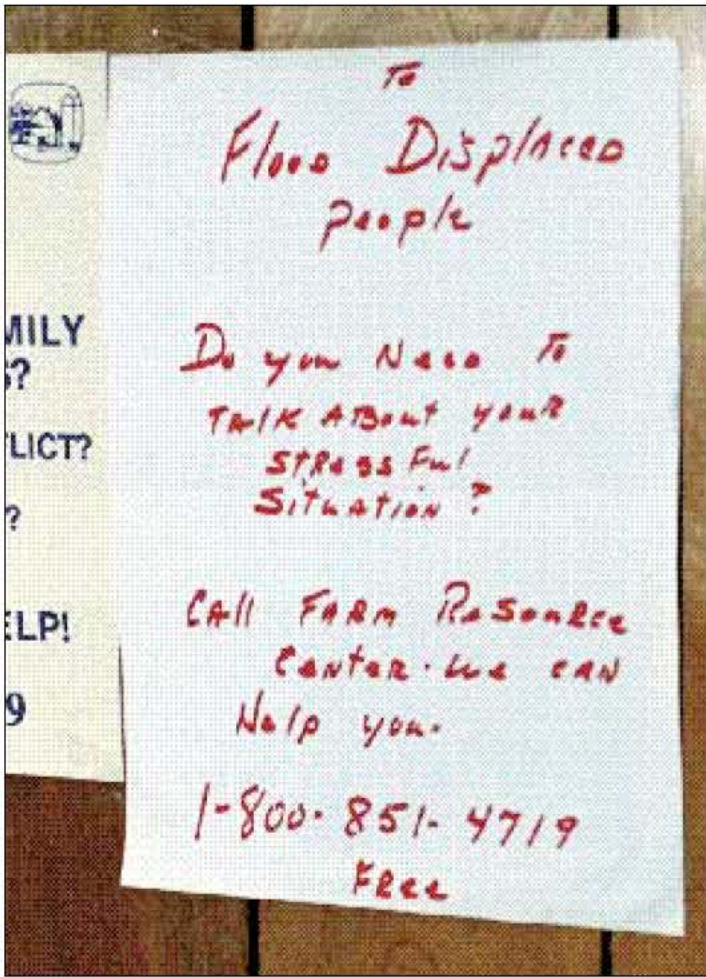 MILY
?
LICT?
?
ELP!
9
To
Flood Displaced
people
Do you Need To
TAlK ABout your
stressFul
Situation?
CAll FARM Resource
Center. we can
Help you.
1-800-851-4719
Free